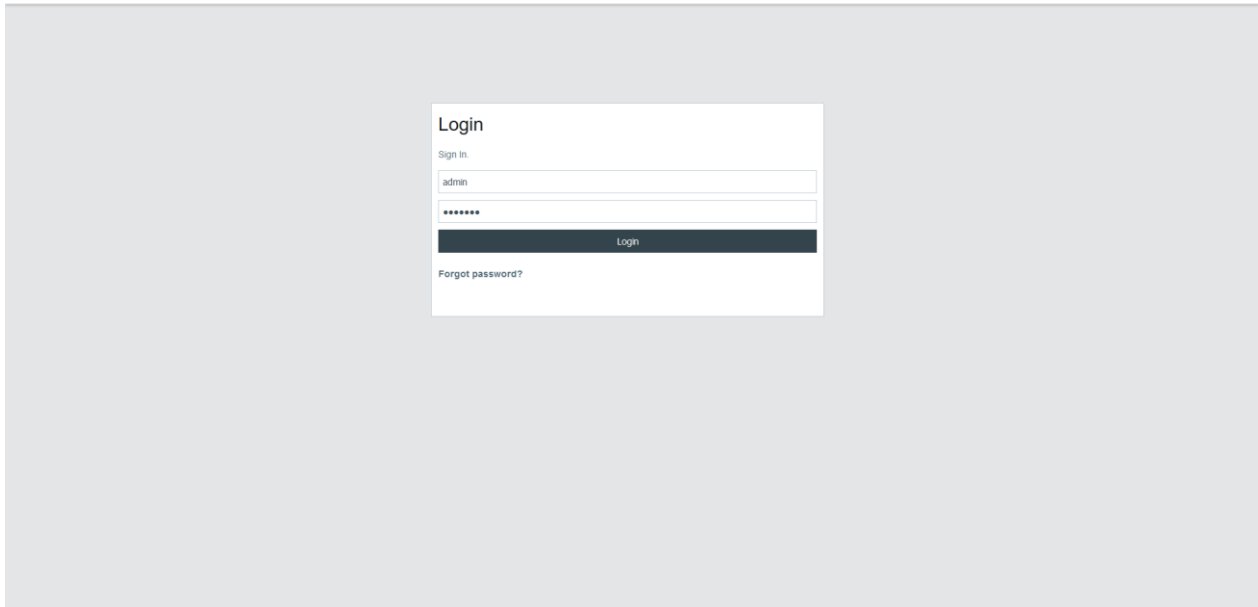 Login
Sign In.
admin
•••••••
Login
Forgot password?